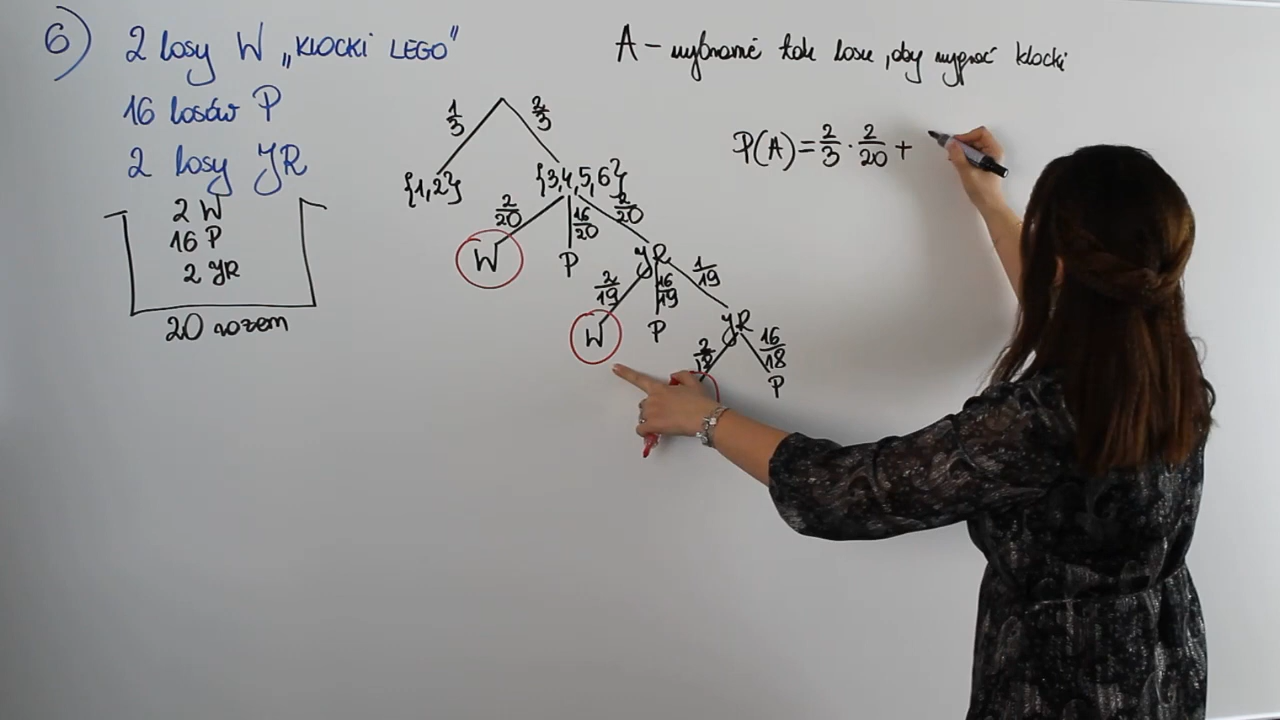 6)
2 losy W „KLOCKI LEGO”
16 losów P
2 losy JR
2 W
16 P
2 JR
20 razem
A – wybranie tak losu, aby wygrać klocki
P(A) = 2/3 · 2/20 +
1/3 2/3
{1,2} {3,4,5,6}
2/20 16/20 2/20
W P JR
2/19 16/19 1/19
W P JR
2/18 16/18
P